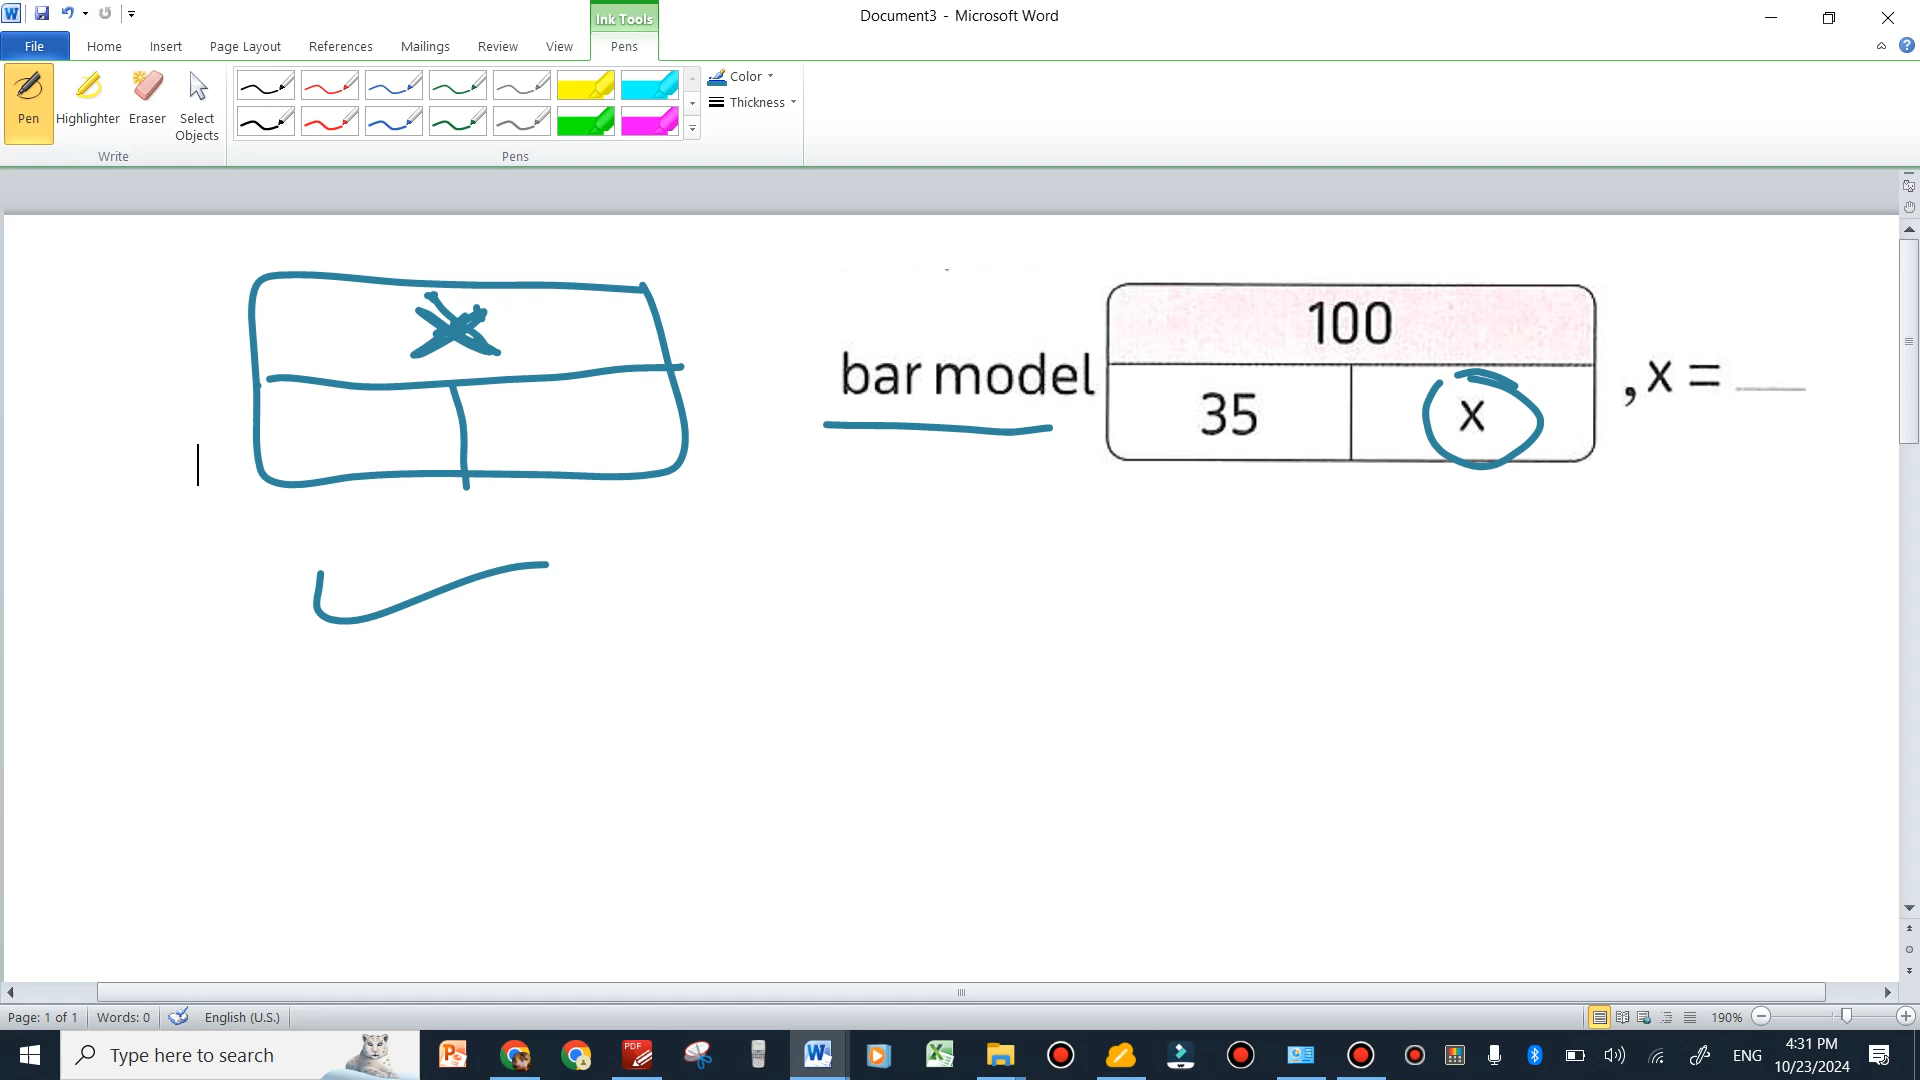 Document3 - Microsoft Word
Ink Tools
File
Home
Insert
Page Layout
References
Mailings
Review
View
Pens
Pen
Highlighter
Eraser
Select
Objects
Color
Thickness
Write
Pens
x
100
bar model
35
x
, x = ___
Page: 1 of 1
Words: 0
English (U.S.)
190%
Type here to search
PDF
ENG
4:31 PM
10/23/2024